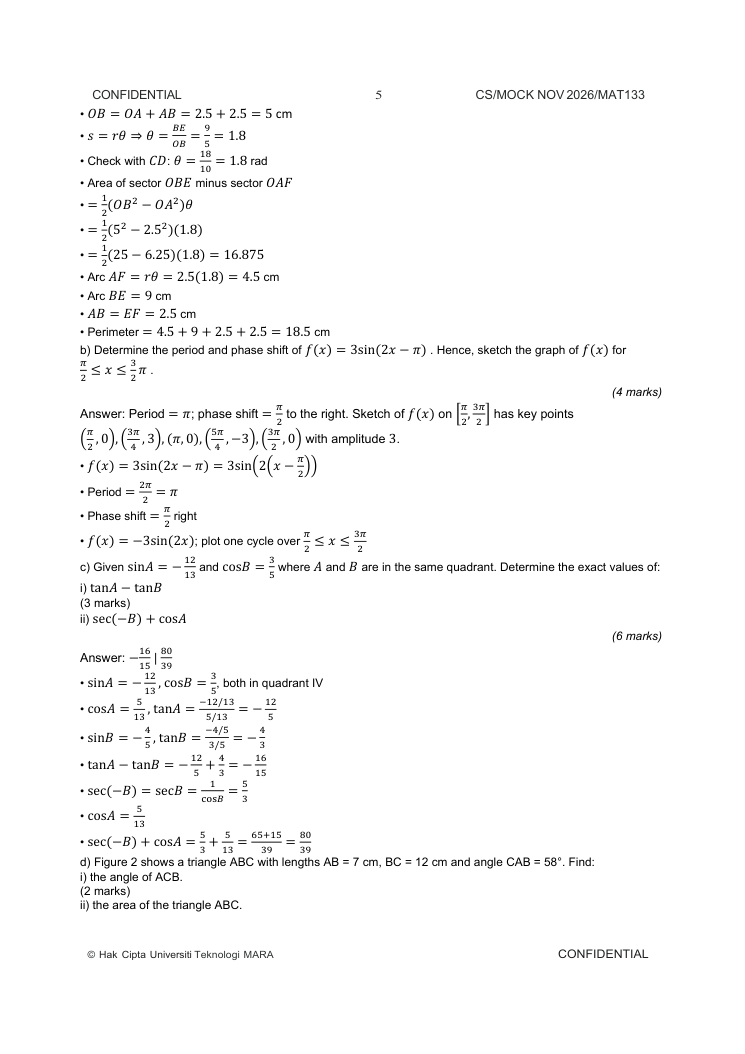 CONFIDENTIAL 5 CS/MOCK NOV 2026/MAT133
• OB = OA + AB = 2.5 + 2.5 = 5 cm
• s = rθ ⇒ θ = BE/OB = 9/5 = 1.8
• Check with CD: θ = 18/10 = 1.8 rad
• Area of sector OBE minus sector OAF
• = 1/2(OB² − OA²)θ
• = 1/2(5² − 2.5²)(1.8)
• = 1/2(25 − 6.25)(1.8) = 16.875
• Arc AF = rθ = 2.5(1.8) = 4.5 cm
• Arc BE = 9 cm
• AB = EF = 2.5 cm
• Perimeter = 4.5 + 9 + 2.5 + 2.5 = 18.5 cm
b) Determine the period and phase shift of f(x) = 3sin(2x − π) . Hence, sketch the graph of f(x) for
π/2 ≤ x ≤ 3/2 π .
(4 marks)
Answer: Period = π; phase shift = π/2 to the right. Sketch of f(x) on [π/2, 3π/2] has key points
(π/2, 0), (3π/4, 3), (π, 0), (5π/4, −3), (3π/2, 0) with amplitude 3.
• f(x) = 3sin(2x − π) = 3sin(2(x − π/2))
• Period = 2π/2 = π
• Phase shift = π/2 right
• f(x) = −3sin(2x); plot one cycle over π/2 ≤ x ≤ 3π/2
c) Given sinA = −12/13 and cosB = 3/5 where A and B are in the same quadrant. Determine the exact values of:
i) tanA − tanB
(3 marks)
ii) sec(−B) + cosA
(6 marks)
Answer: −16/15 | 80/39
• sinA = −12/13, cosB = 3/5, both in quadrant IV
• cosA = 5/13, tanA = −12/13/5/13 = −12/5
• sinB = −4/5, tanB = −4/5/3/5 = −4/3
• tanA − tanB = −12/5 + 4/3 = −16/15
• sec(−B) = secB = 1/cosB = 5/3
• cosA = 5/13
• sec(−B) + cosA = 5/3 + 5/13 = 65+15/39 = 80/39
d) Figure 2 shows a triangle ABC with lengths AB = 7 cm, BC = 12 cm and angle CAB = 58°. Find:
i) the angle of ACB.
(2 marks)
ii) the area of the triangle ABC.
© Hak Cipta Universiti Teknologi MARA CONFIDENTIAL